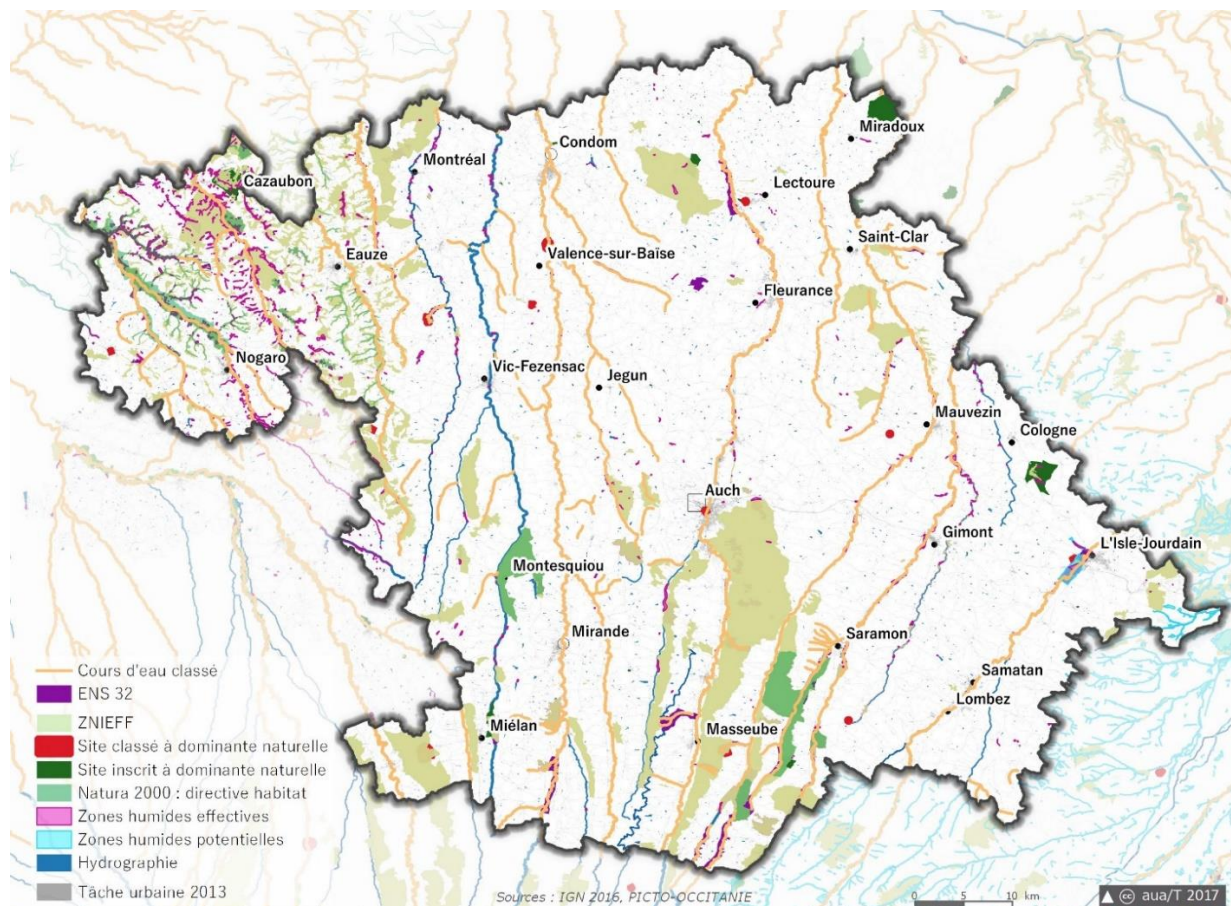 Miradoux
Condom
Montréal
Cazaubon
Lectoure
Saint-Clar
Eauze
Valence-sur-Baïse
Fleurance
Nogaro
Vic-Fezensac
Jegun
Mauvezin
Cologne
Auch
Gimont
L'Isle-Jourdain
Montesquiou
Mirande
Saramon
Samatan
Lombez
Miélan
Masseube
Cours d'eau classé
ENS 32
ZNIEFF
Site classé à dominante naturelle
Site inscrit à dominante naturelle
Natura 2000 : directive habitat
Zones humides effectives
Zones humides potentielles
Hydrographie
Tâche urbaine 2013
Sources : IGN 2016, PICTO-OCCITANIE
0 5 10 km
cc aua/T 2017